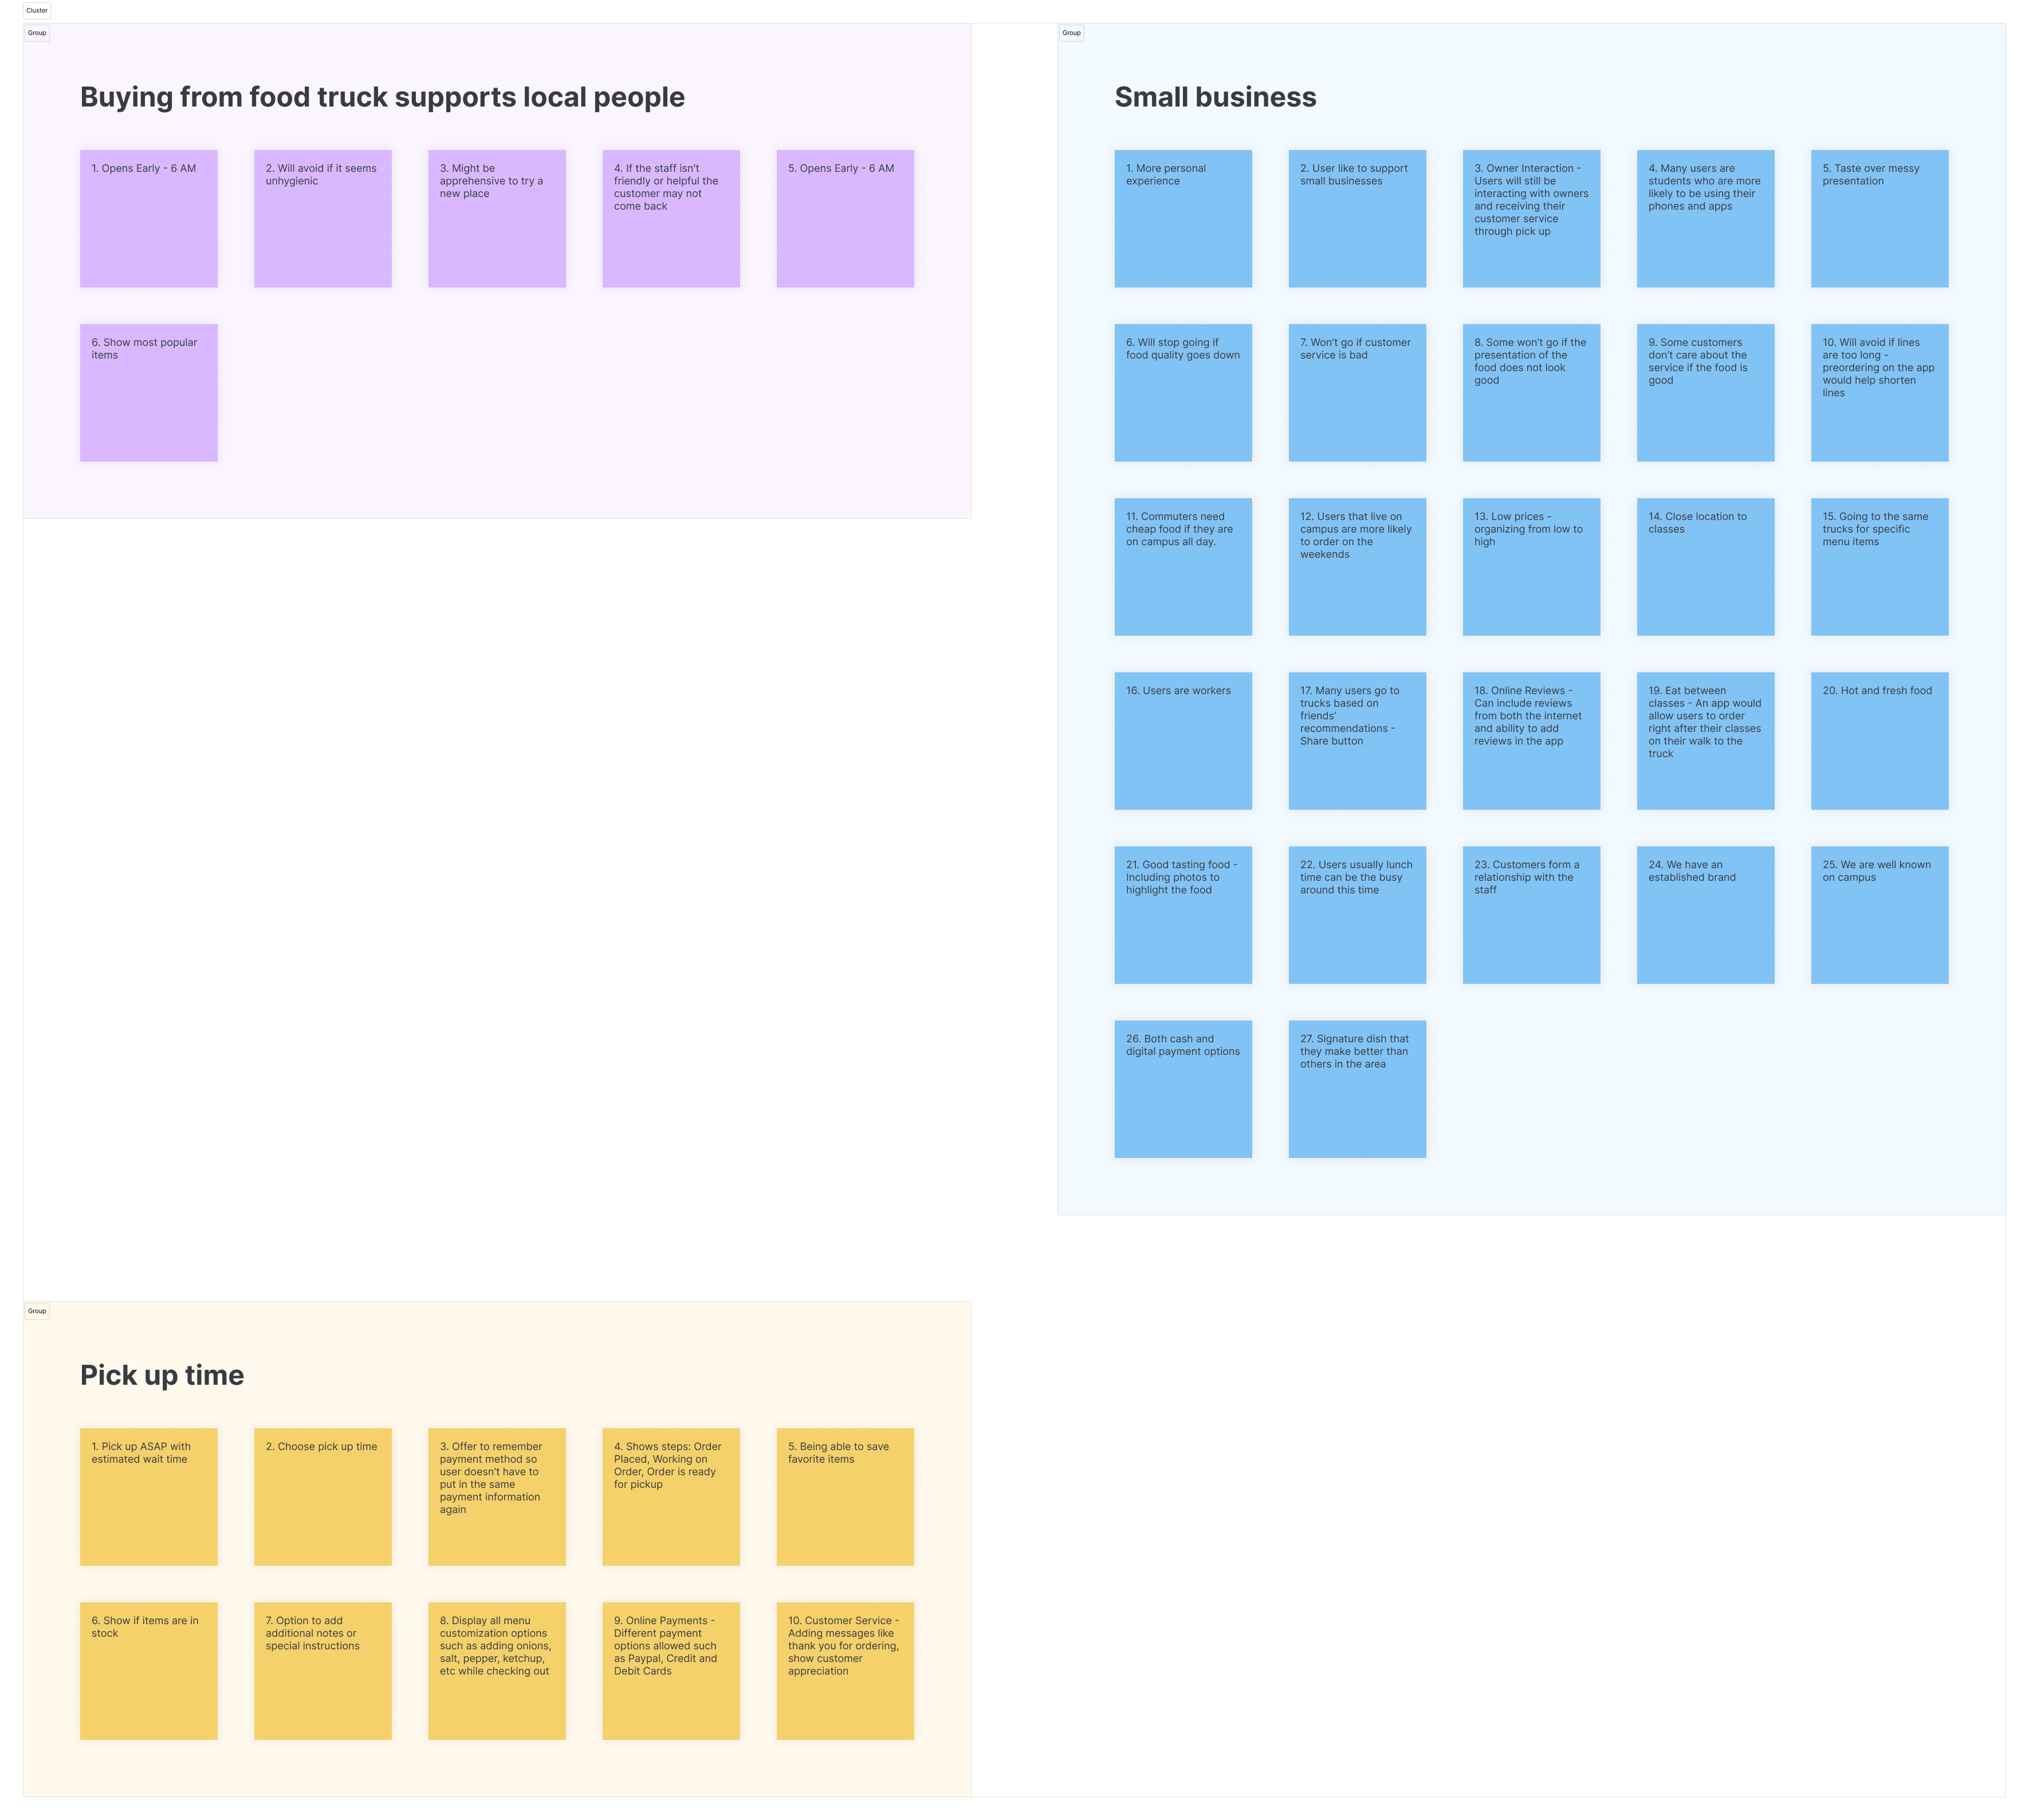 Cluster
Group
Buying from food truck supports local people
1. Opens Early - 6 AM
2. Will avoid if it seems
unhygienic
3. Might be
apprehensive to try a
new place
4. If the staff isn't
friendly or helpful the
customer may not
come back
5. Opens Early - 6 AM
6. Show most popular
items
Group
Small business
1. More personal
experience
2. User like to support
small businesses
3. Owner Interaction -
Users will still be
interacting with owners
and receiving their
customer service
through pick up
4. Many users are
students who are more
likely to be using their
phones and apps
5. Taste over messy
presentation
6. Will stop going if
food quality goes down
7. Won't go if customer
service is bad
8. Some won't go if the
presentation of the
food does not look
good
9. Some customers
don't care about the
service if the food is
good
10. Will avoid if lines
are too long -
preordering on the app
would help shorten
lines
11. Commuters need
cheap food if they are
on campus all day.
12. Users that live on
campus are more likely
to order on the
weekends
13. Low prices -
organizing from low to
high
14. Close location to
classes
15. Going to the same
trucks for specific
menu items
16. Users are workers
17. Many users go to
trucks based on
friends'
recommendations -
Share button
18. Online Reviews -
Can include reviews
from both the internet
and ability to add
reviews in the app
19. Eat between
classes - An app would
allow users to order
right after their classes
on their walk to the
truck
20. Hot and fresh food
21. Good tasting food -
Including photos to
highlight the food
22. Users usually lunch
time can be the busy
around this time
23. Customers form a
relationship with the
staff
24. We have an
established brand
25. We are well known
on campus
26. Both cash and
digital payment options
27. Signature dish that
they make better than
others in the area
Group
Pick up time
1. Pick up ASAP with
estimated wait time
2. Choose pick up time
3. Offer to remember
payment method so
user doesn't have to
put in the same
payment information
again
4. Shows steps: Order
Placed, Working on
Order, Order is ready
for pickup
5. Being able to save
favorite items
6. Show if items are in
stock
7. Option to add
additional notes or
special instructions
8. Display all menu
customization options
such as adding onions,
salt, pepper, ketchup,
etc while checking out
9. Online Payments -
Different payment
options allowed such
as Paypal, Credit and
Debit Cards
10. Customer Service -
Adding messages like
thank you for ordering,
show customer
appreciation